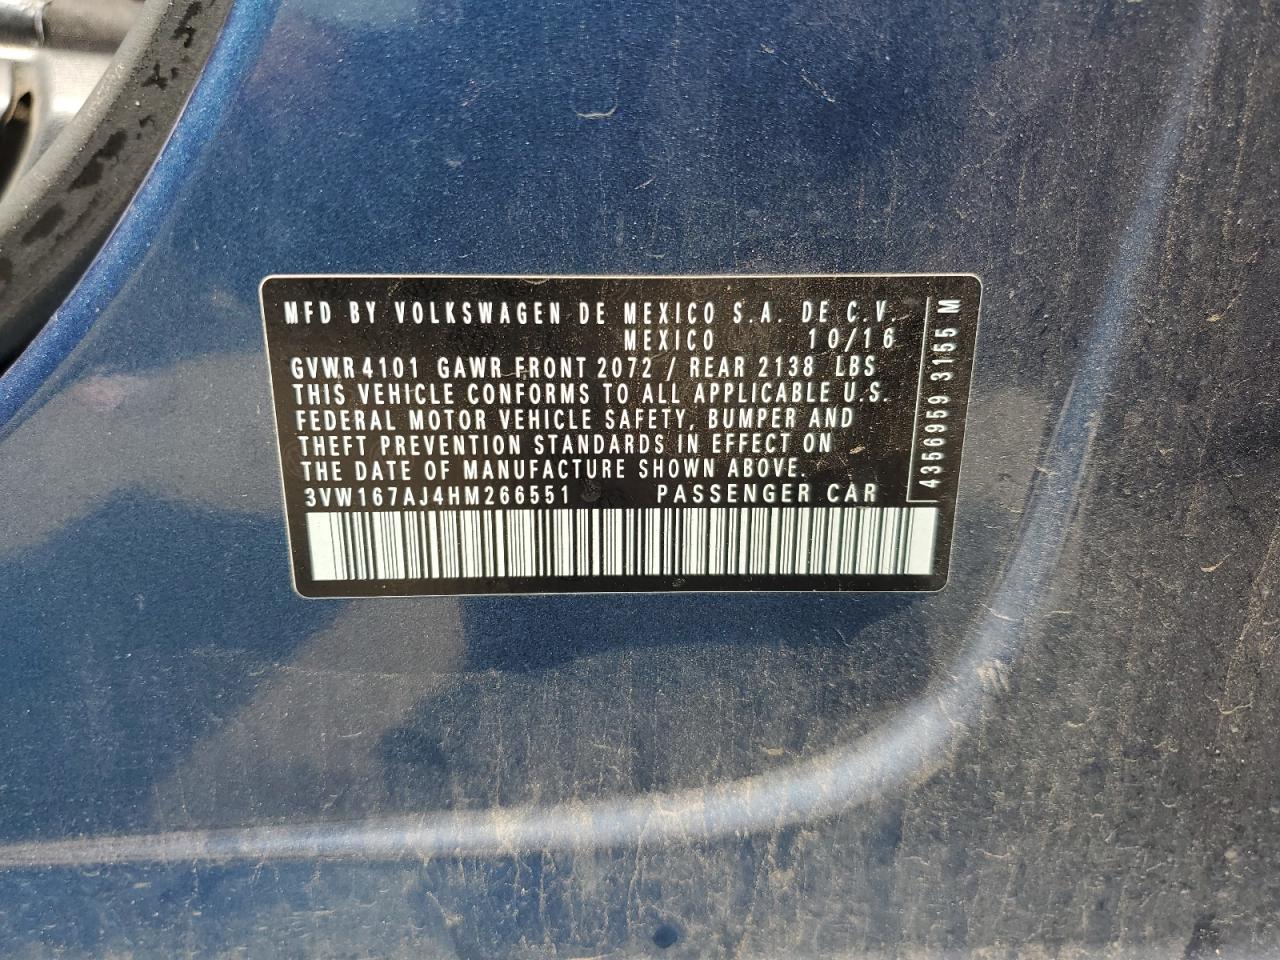 MFD BY VOLKSWAGEN DE MEXICO S.A. DE C.V.
MEXICO 10/16
GVWR 4101 GAWR FRONT 2072 / REAR 2138 LBS
THIS VEHICLE CONFORMS TO ALL APPLICABLE U.S.
FEDERAL MOTOR VEHICLE SAFETY, BUMPER AND
THEFT PREVENTION STANDARDS IN EFFECT ON
THE DATE OF MANUFACTURE SHOWN ABOVE.
3VW167AJ4HM266551 PASSENGER CAR
4356959 3155 M